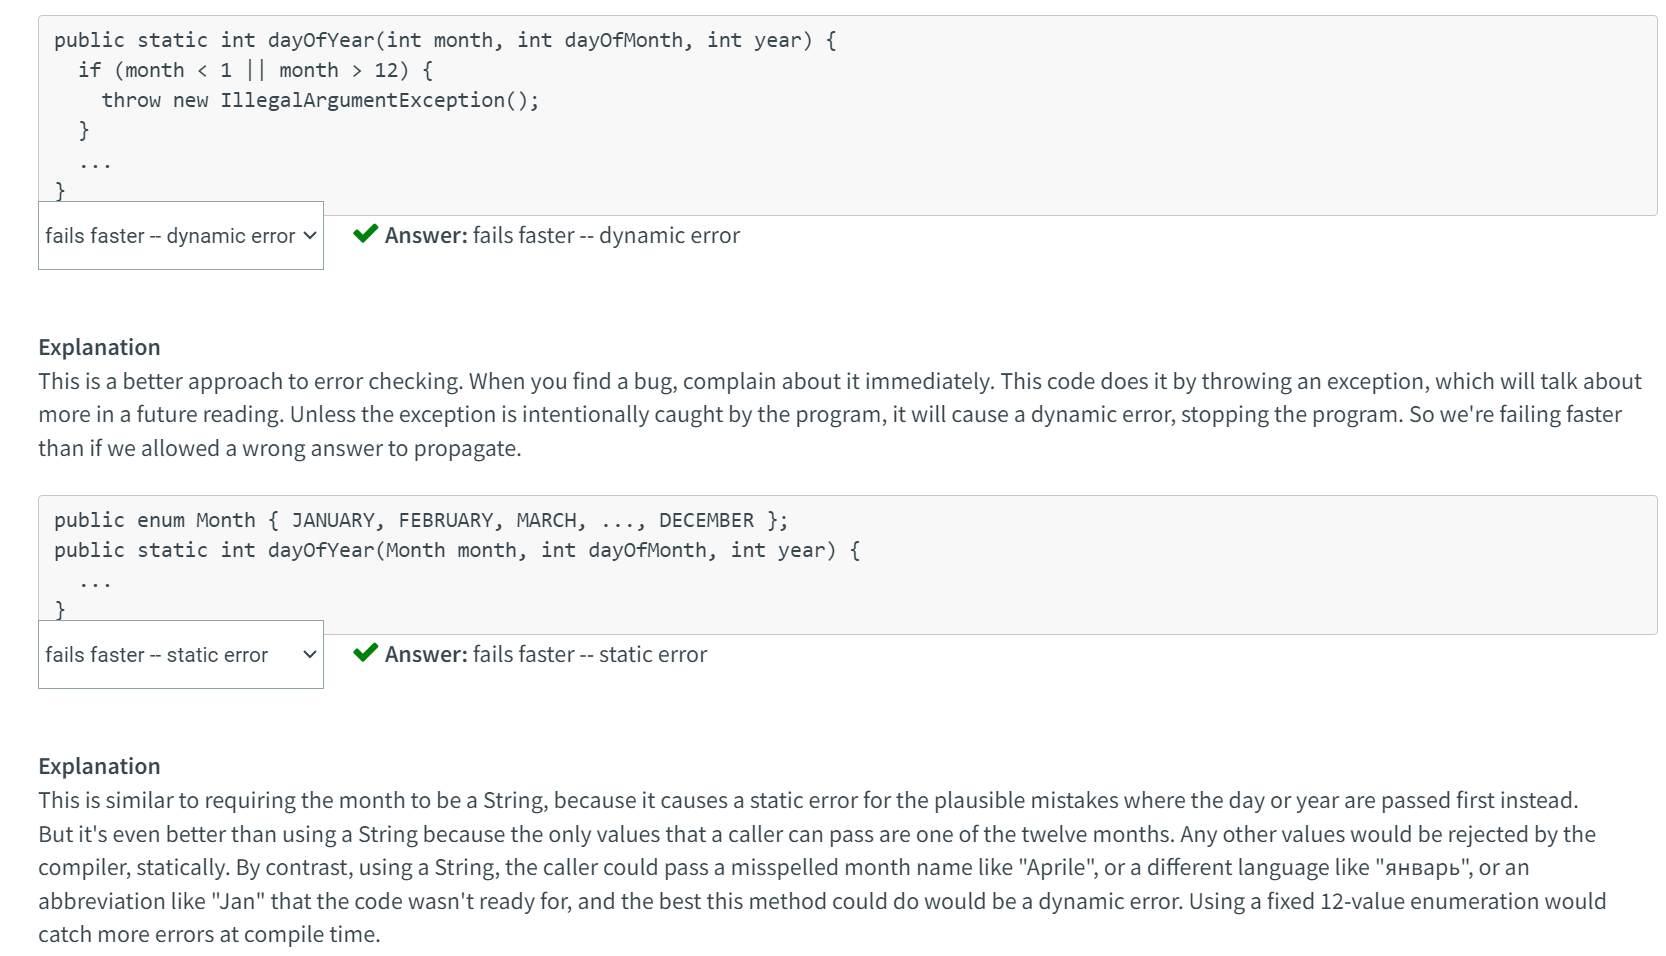 public static int dayOfYear(int month, int dayOfMonth, int year) {
  if (month < 1 || month > 12) {
    throw new IllegalArgumentException();
  }
  ...
}
fails faster -- dynamic error
Answer: fails faster -- dynamic error
Explanation
This is a better approach to error checking. When you find a bug, complain about it immediately. This code does it by throwing an exception, which will talk about
more in a future reading. Unless the exception is intentionally caught by the program, it will cause a dynamic error, stopping the program. So we're failing faster
than if we allowed a wrong answer to propagate.
public enum Month { JANUARY, FEBRUARY, MARCH, ..., DECEMBER };
public static int dayOfYear(Month month, int dayOfMonth, int year) {
  ...
}
fails faster -- static error
Answer: fails faster -- static error
Explanation
This is similar to requiring the month to be a String, because it causes a static error for the plausible mistakes where the day or year are passed first instead.
But it's even better than using a String because the only values that a caller can pass are one of the twelve months. Any other values would be rejected by the
compiler, statically. By contrast, using a String, the caller could pass a misspelled month name like "Aprile", or a different language like "январь", or an
abbreviation like "Jan" that the code wasn't ready for, and the best this method could do would be a dynamic error. Using a fixed 12-value enumeration would
catch more errors at compile time.